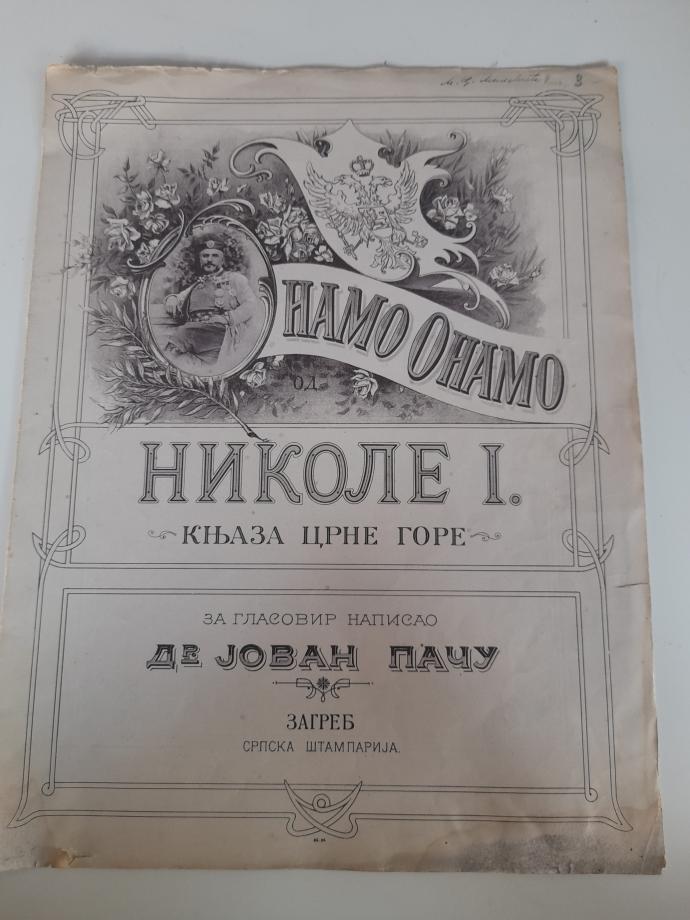 Онамо Онамо
од
НИКОЛЕ I.
КЊАЗА ЦРНЕ ГОРЕ
ЗА ГЛАСОВИР НАПИСАО
ДР ЈОВАН ПАЧУ
ЗАГРЕБ
СРПСКА ШТАМПАРИЈА.